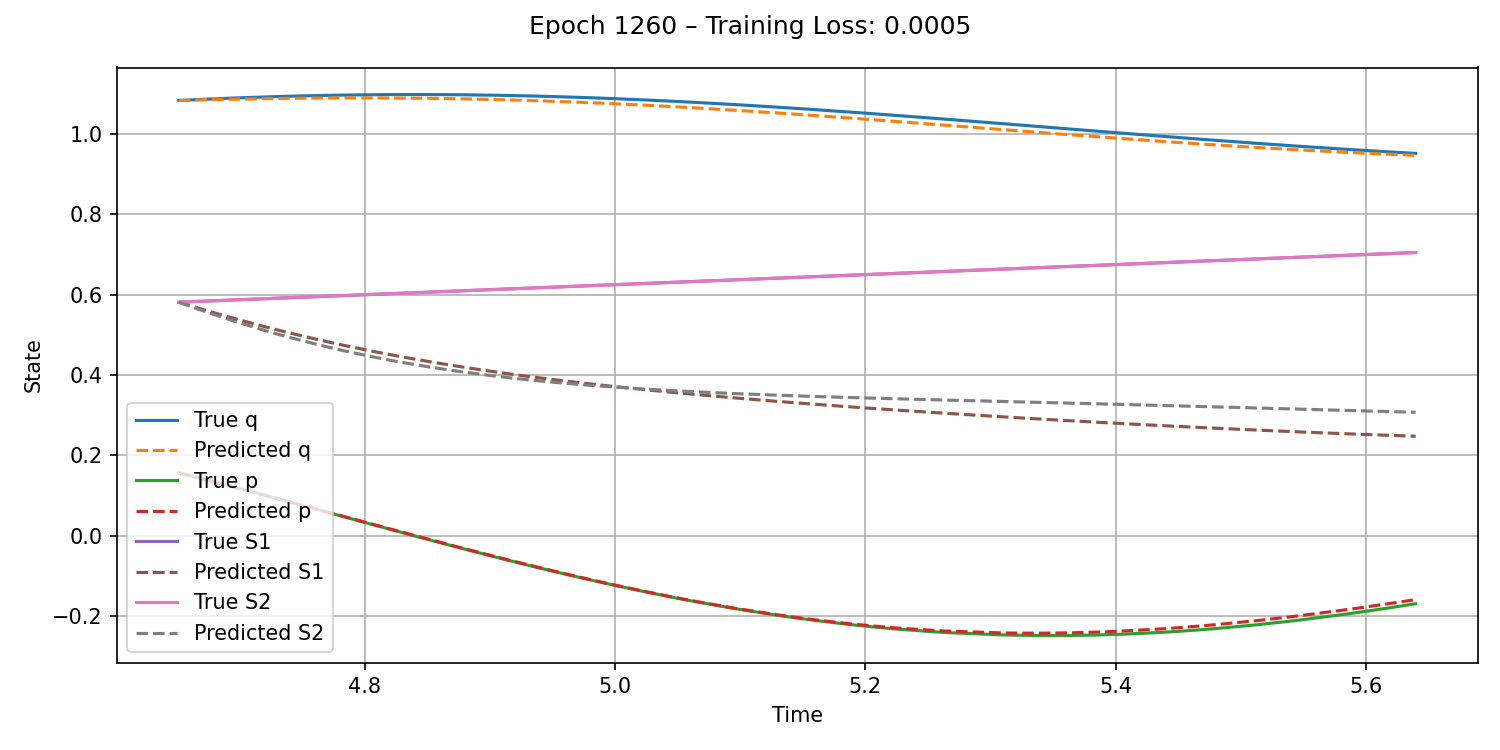 Epoch 1260 – Training Loss: 0.0005
State
1.0
0.8
0.6
0.4
0.2
0.0
−0.2
True q
Predicted q
True p
Predicted p
True S1
Predicted S1
True S2
Predicted S2
4.8 5.0 5.2 5.4 5.6
Time